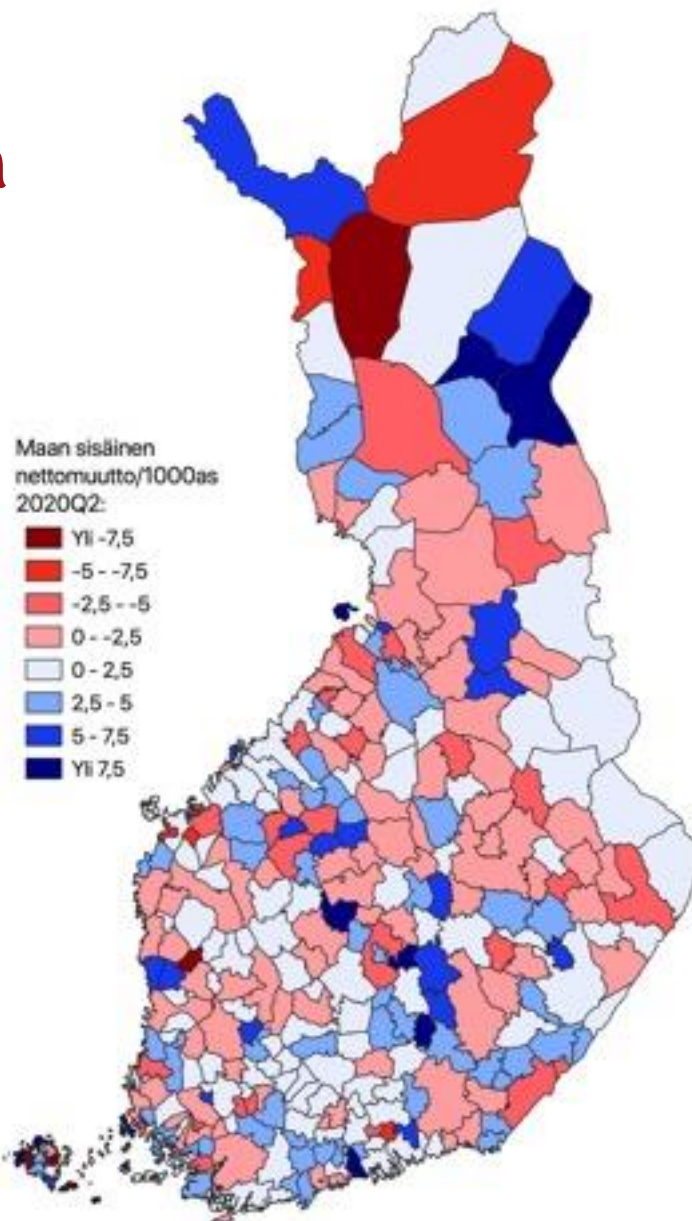 Maan sisäinen
nettomuutto/1000as
2020Q2:
Yli -7,5
-5 - -7,5
-2,5 - -5
0 - -2,5
0 - 2,5
2,5 - 5
5 - 7,5
Yli 7,5